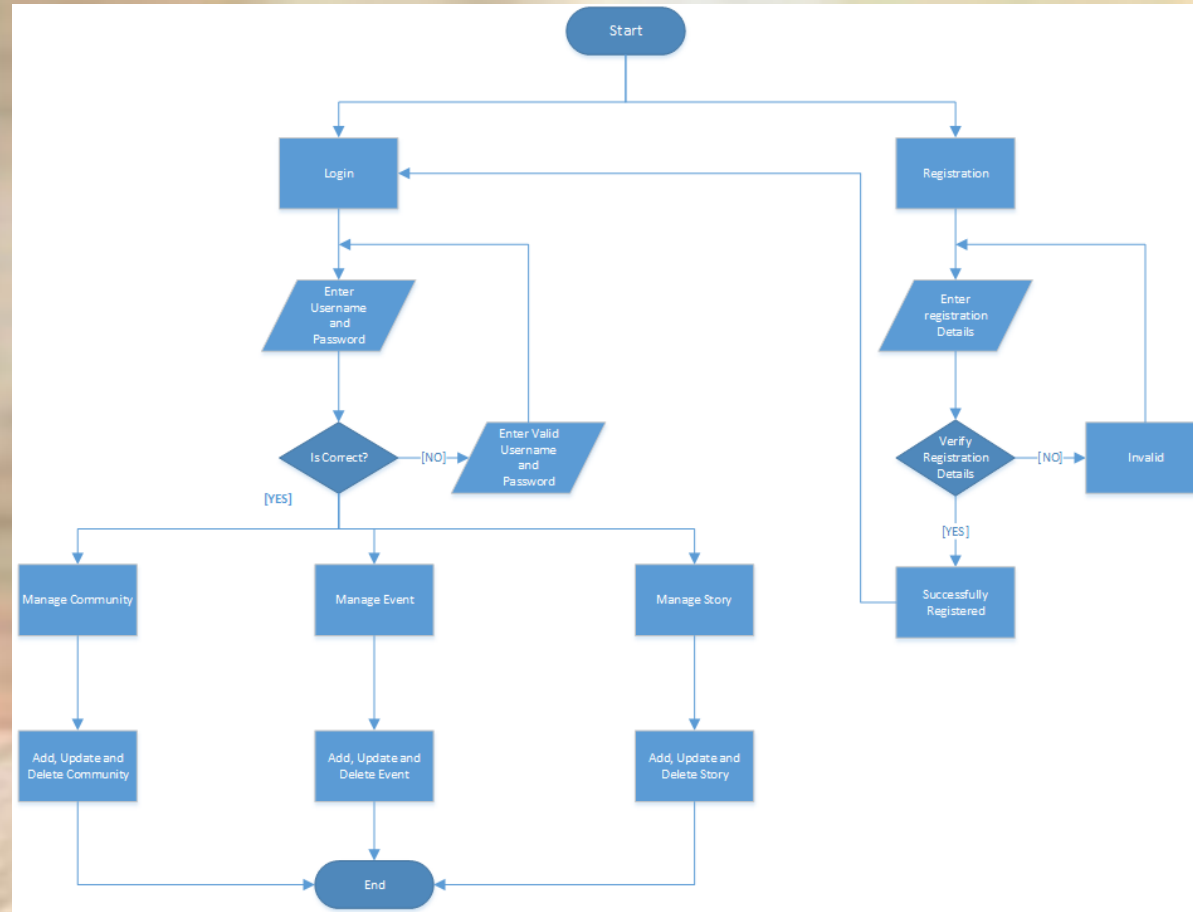 Start
Login
Registration
Enter
Username
and
Password
Enter
registration
Details
Is Correct?
[NO]
Enter Valid
Username
and
Password
Verify
Registration
Details
[NO]
Invalid
[YES]
[YES]
Manage Community
Manage Event
Manage Story
Successfully
Registered
Add, Update and
Delete Community
Add, Update and
Delete Event
Add, Update and
Delete Story
End